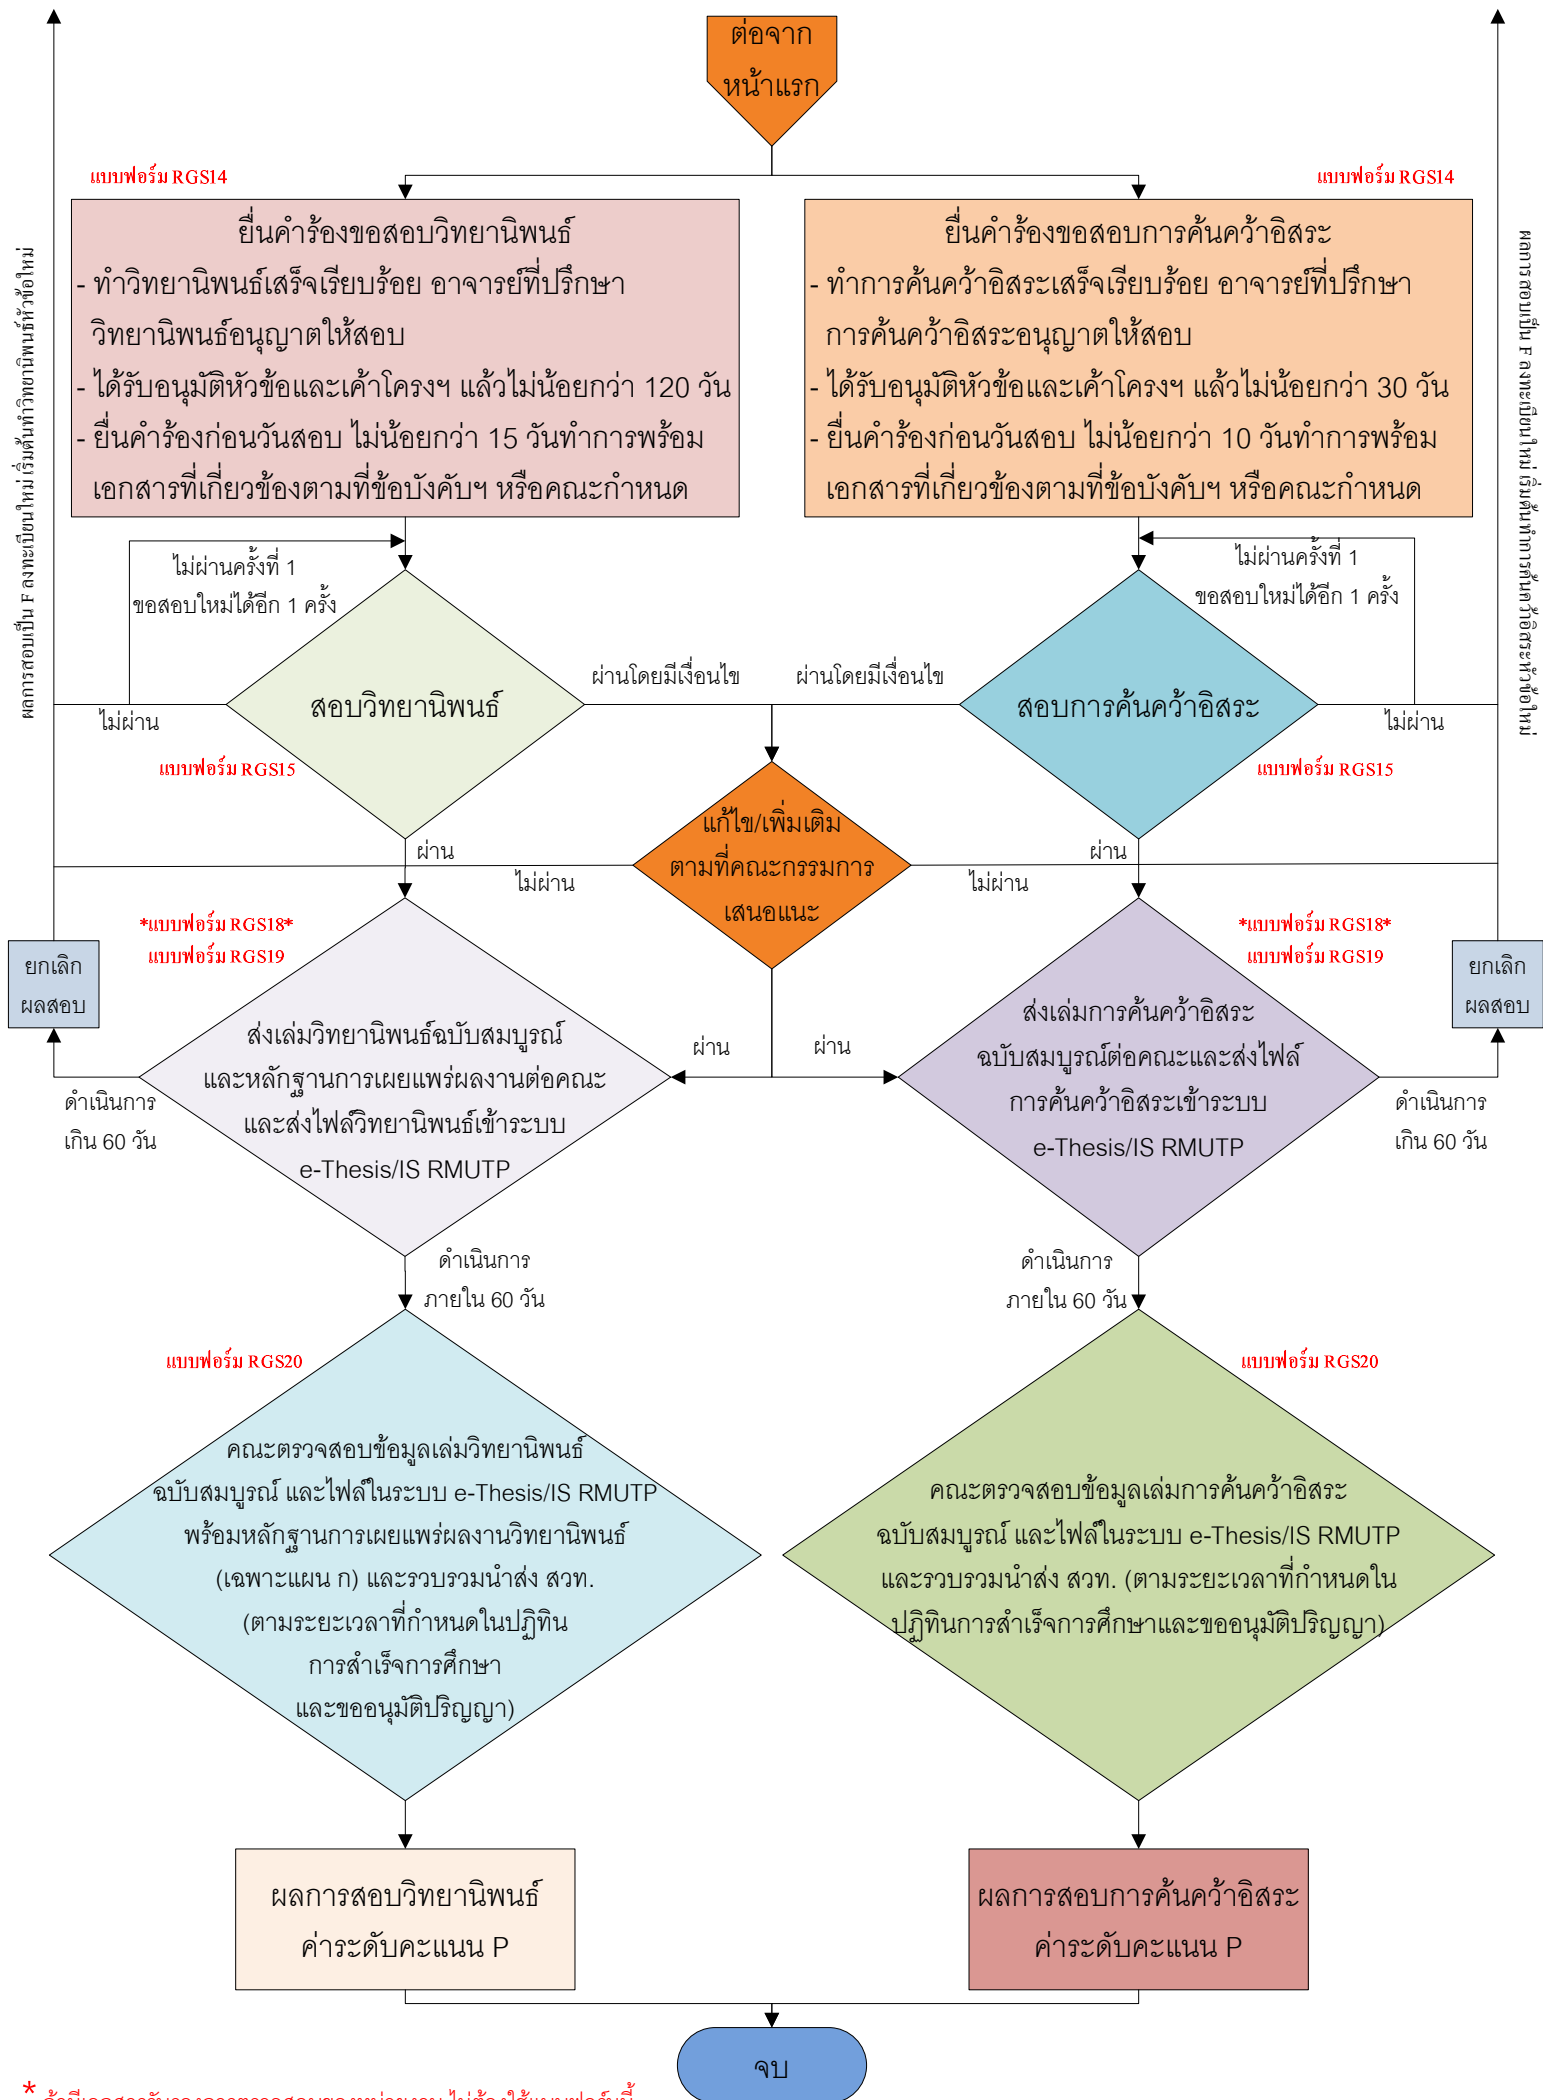 ต่อจาก
หน้าแรก
แบบฟอร์ม RGS14
แบบฟอร์ม RGS14
ยื่นคำร้องขอสอบวิทยานิพนธ์
- ทำวิทยานิพนธ์เสร็จเรียบร้อย อาจารย์ที่ปรึกษา
วิทยานิพนธ์อนุญาตให้สอบ
- ได้รับอนุมัติหัวข้อและเค้าโครงฯ แล้วไม่น้อยกว่า 120 วัน
- ยื่นคำร้องก่อนวันสอบ ไม่น้อยกว่า 15 วันทำการพร้อม
เอกสารที่เกี่ยวข้องตามที่ข้อบังคับฯ หรือคณะกำหนด
ยื่นคำร้องขอสอบการค้นคว้าอิสระ
- ทำการค้นคว้าอิสระเสร็จเรียบร้อย อาจารย์ที่ปรึกษา
การค้นคว้าอิสระอนุญาตให้สอบ
- ได้รับอนุมัติหัวข้อและเค้าโครงฯ แล้วไม่น้อยกว่า 30 วัน
- ยื่นคำร้องก่อนวันสอบ ไม่น้อยกว่า 10 วันทำการพร้อม
เอกสารที่เกี่ยวข้องตามที่ข้อบังคับฯ หรือคณะกำหนด
ผลการสอบเป็น F ลงทะเบียนใหม่ เริ่มต้นทำวิทยานิพนธ์หัวข้อใหม่
ผลการสอบเป็น F ลงทะเบียนใหม่ เริ่มต้นทำการค้นคว้าอิสระหัวข้อใหม่
ไม่ผ่านครั้งที่ 1
ขอสอบใหม่ได้อีก 1 ครั้ง
ไม่ผ่านครั้งที่ 1
ขอสอบใหม่ได้อีก 1 ครั้ง
สอบวิทยานิพนธ์
ผ่านโดยมีเงื่อนไข
ผ่านโดยมีเงื่อนไข
สอบการค้นคว้าอิสระ
ไม่ผ่าน
ไม่ผ่าน
แบบฟอร์ม RGS15
แบบฟอร์ม RGS15
แก้ไข/เพิ่มเติม
ตามที่คณะกรรมการ
เสนอแนะ
ผ่าน
ไม่ผ่าน
ไม่ผ่าน
ผ่าน
*แบบฟอร์ม RGS18*
แบบฟอร์ม RGS19
*แบบฟอร์ม RGS18*
แบบฟอร์ม RGS19
ยกเลิก
ผลสอบ
ยกเลิก
ผลสอบ
ส่งเล่มวิทยานิพนธ์ฉบับสมบูรณ์
และหลักฐานการเผยแพร่ผลงานต่อคณะ
และส่งไฟล์วิทยานิพนธ์เข้าระบบ
e-Thesis/IS RMUTP
ผ่าน
ผ่าน
ส่งเล่มการค้นคว้าอิสระ
ฉบับสมบูรณ์ต่อคณะและส่งไฟล์
การค้นคว้าอิสระเข้าระบบ
e-Thesis/IS RMUTP
ดำเนินการ
เกิน 60 วัน
ดำเนินการ
เกิน 60 วัน
ดำเนินการ
ภายใน 60 วัน
ดำเนินการ
ภายใน 60 วัน
แบบฟอร์ม RGS20
แบบฟอร์ม RGS20
คณะตรวจสอบข้อมูลเล่มวิทยานิพนธ์
ฉบับสมบูรณ์ และไฟล์ในระบบ e-Thesis/IS RMUTP
พร้อมหลักฐานการเผยแพร่ผลงานวิทยานิพนธ์
(เฉพาะแผน ก) และรวบรวมนำส่ง สวท.
(ตามระยะเวลาที่กำหนดในปฏิทิน
การสำเร็จการศึกษา
และขออนุมัติปริญญา)
คณะตรวจสอบข้อมูลเล่มการค้นคว้าอิสระ
ฉบับสมบูรณ์ และไฟล์ในระบบ e-Thesis/IS RMUTP
และรวบรวมนำส่ง สวท. (ตามระยะเวลาที่กำหนดใน
ปฏิทินการสำเร็จการศึกษาและขออนุมัติปริญญา)
ผลการสอบวิทยานิพนธ์
ค่าระดับคะแนน P
ผลการสอบการค้นคว้าอิสระ
ค่าระดับคะแนน P
จบ